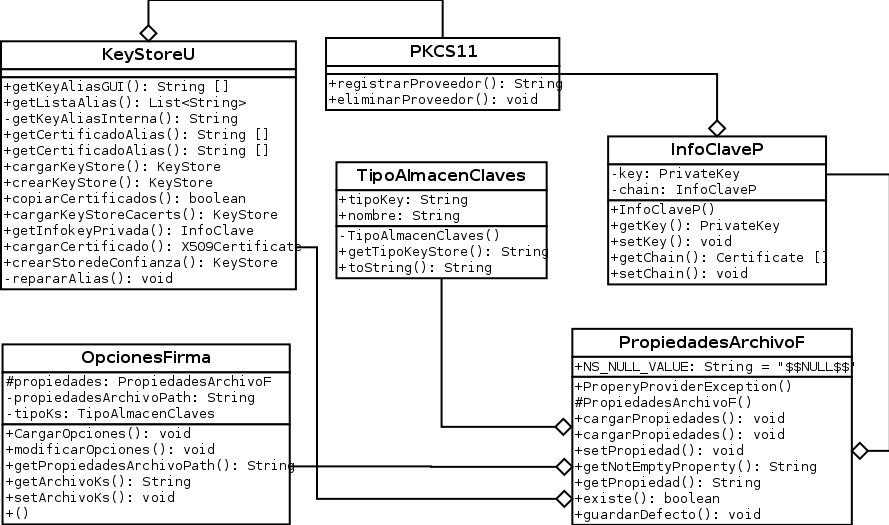 KeyStoreU
+getKeyAliasGUI(): String []
+getListaAlias(): List<String>
-getKeyAliasInterna(): String
+getCertificadoAlias(): String []
+getCertificadoAlias(): String []
+cargarKeyStore(): KeyStore
+crearKeyStore(): KeyStore
+copiarCertificados(): boolean
+cargarKeyStoreCacerts(): KeyStore
+getInfokeyPrivada(): InfoClave
+cargarCertificado(): X509Certificate
+crearStoredeConfianza(): KeyStore
-repararAlias(): void
PKCS11
+registrarProveedor(): String
+eliminarProveedor(): void
InfoClaveP
-key: PrivateKey
-chain: InfoClaveP
+InfoClaveP()
+getKey(): PrivateKey
+setKey(): void
+getChain(): Certificate []
+setChain(): void
TipoAlmacenClaves
+tipoKey: String
+nombre: String
-TipoAlmacenClaves()
+getTipoKeyStore(): String
+toString(): String
OpcionesFirma
#propiedades: PropiedadesArchivoF
-propiedadesArchivoPath: String
-tipoKs: TipoAlmacenClaves
+CargarOpciones(): void
+modificarOpciones(): void
+getPropiedadesArchivoPath(): String
+getArchivoKs(): String
+setArchivoKs(): void
+()
PropiedadesArchivoF
+NS_NULL_VALUE: String = "$$NULL$$"
+ProperyProviderException()
#PropiedadesArchivoF()
+cargarPropiedades(): void
+cargarPropiedades(): void
+setPropiedad(): void
+getNotEmptyProperty(): String
+getPropiedad(): String
+existe(): boolean
+guardarDefecto(): void